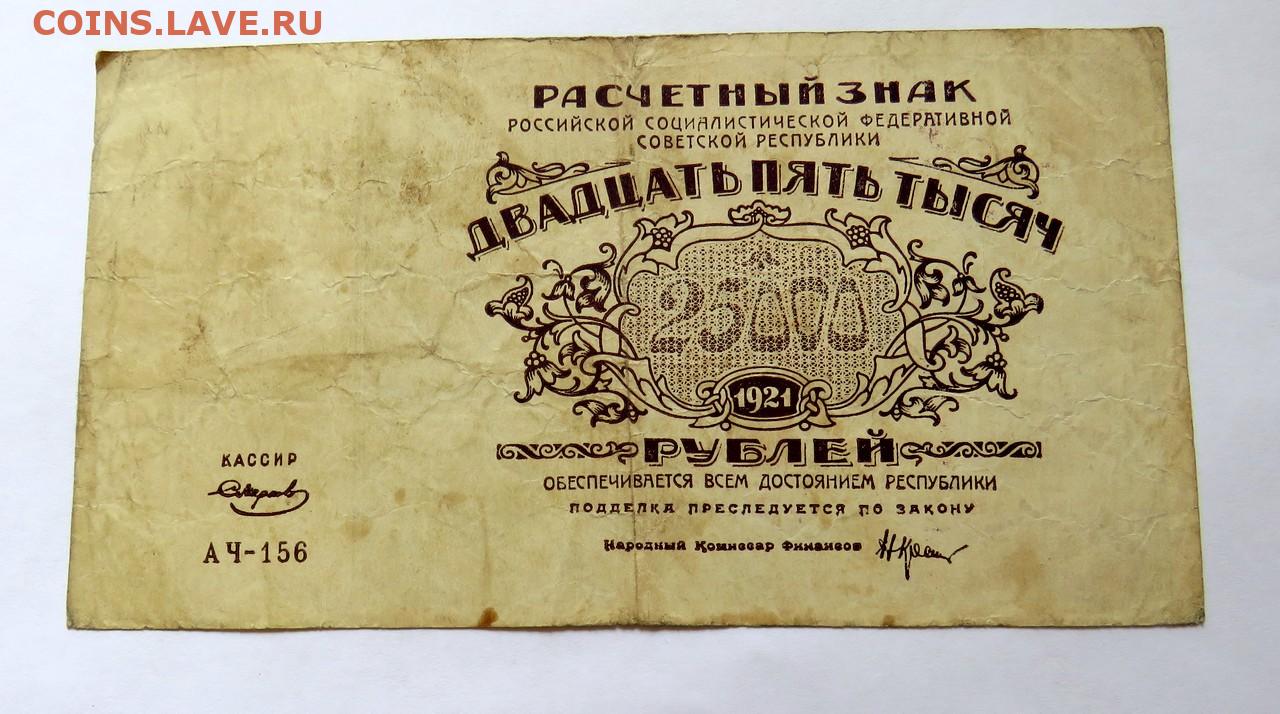 COINS.LAVE.RU
РАСЧЕТНЫЙ ЗНАК
РОССИЙСКОЙ СОЦИАЛИСТИЧЕСКОЙ ФЕДЕРАТИВНОЙ
СОВЕТСКОЙ РЕСПУБЛИКИ
ДВАДЦАТЬ ПЯТЬ ТЫСЯЧ
25000
1921
РУБЛЕЙ
ОБЕСПЕЧИВАЕТСЯ ВСЕМ ДОСТОЯНИЕМ РЕСПУБЛИКИ
ПОДДЕЛКА ПРЕСЛЕДУЕТСЯ ПО ЗАКОНУ
Народный Комиссар Финансов
КАССИР
АЧ-156